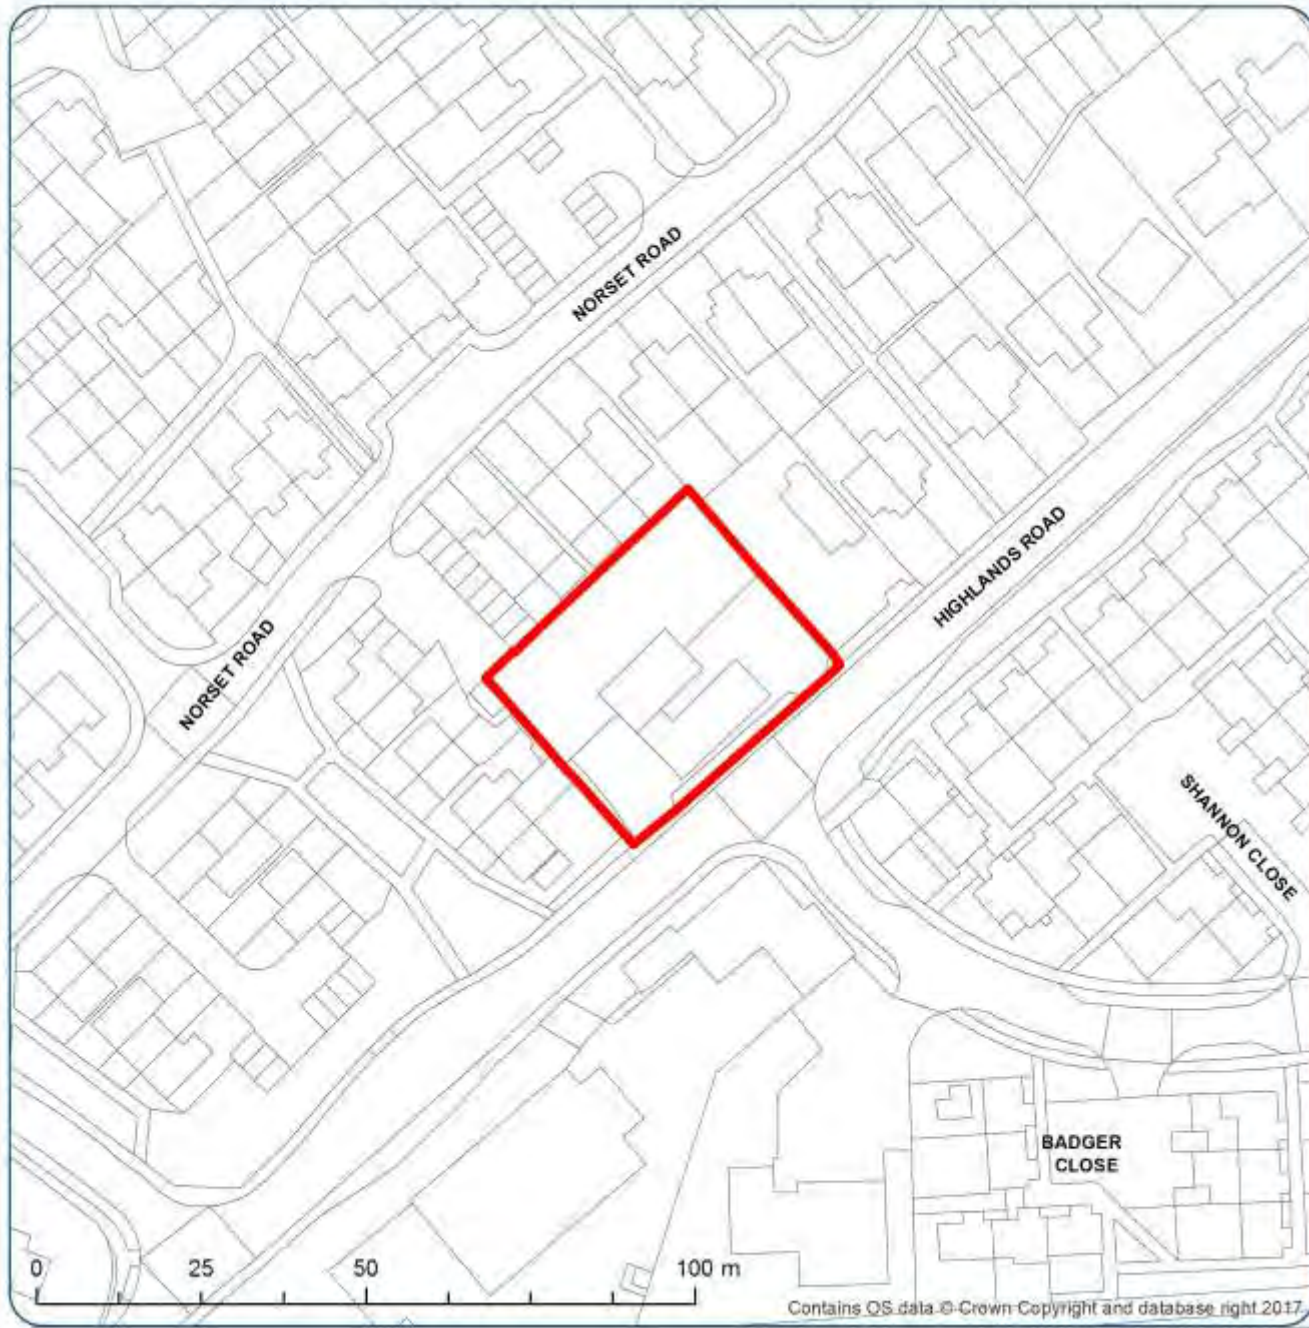 NORSET ROAD
HIGHLANDS ROAD
NORSET ROAD
SHANNON CLOSE
BADGER
CLOSE
0 25 50 100 m
Contains OS data © Crown Copyright and database right 2017